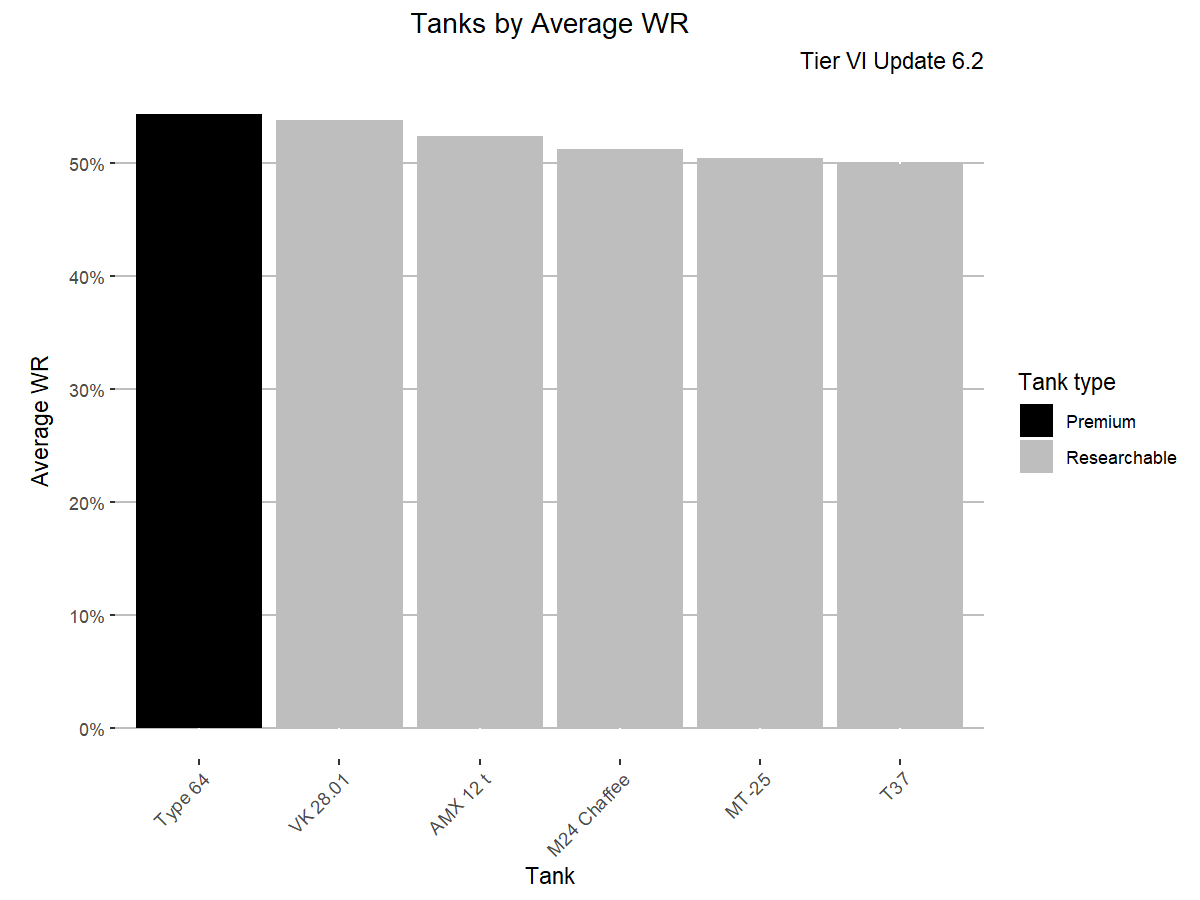 Tanks by Average WR
Tier VI Update 6.2
Average WR
50%
40%
30%
20%
10%
0%
Type 64
VK 28.01
AMX 12 t
M24 Chaffee
MT-25
T37
Tank
Tank type
Premium
Researchable